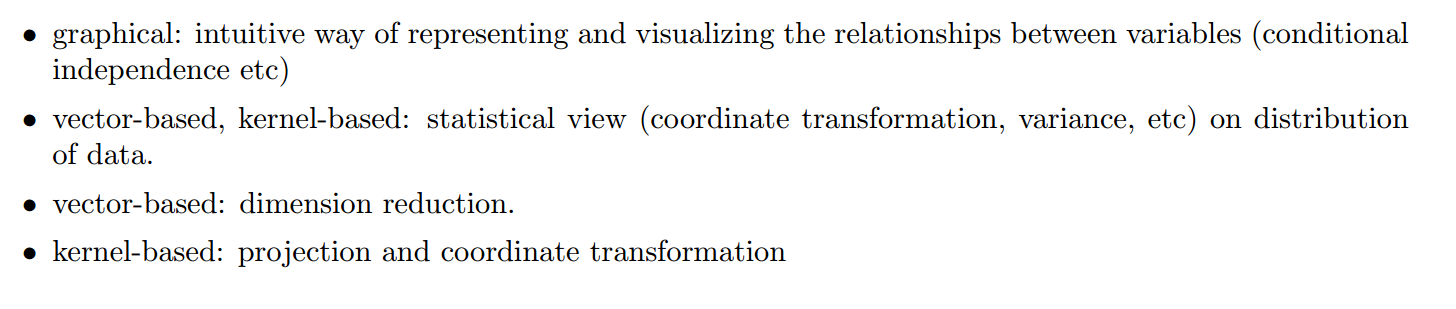 • graphical: intuitive way of representing and visualizing the relationships between variables (conditional
independence etc)
• vector-based, kernel-based: statistical view (coordinate transformation, variance, etc) on distribution
of data.
• vector-based: dimension reduction.
• kernel-based: projection and coordinate transformation